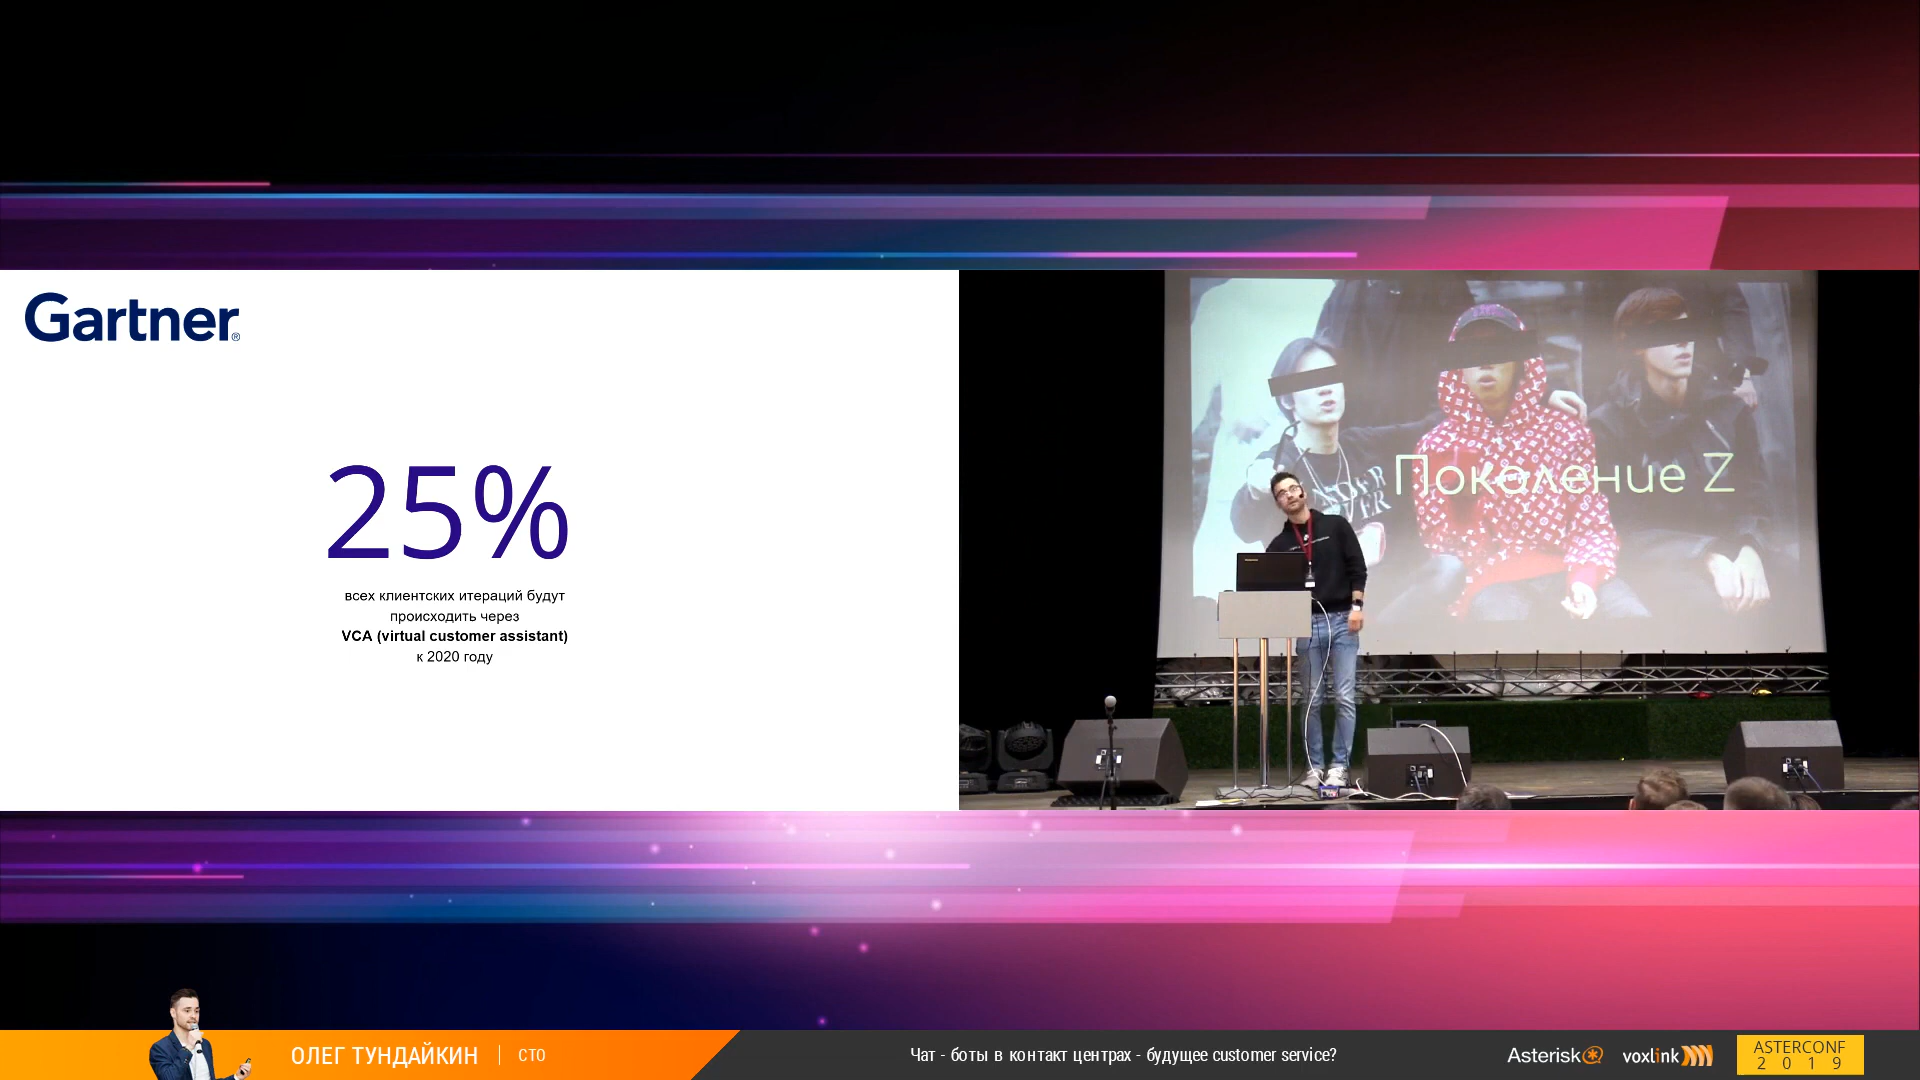 Gartner®
25%
всех клиентских итераций будут
происходить через
VCA (virtual customer assistant)
к 2020 году
Поколение Z
ОЛЕГ ТУНДАЙКИН
СТО
Чат - боты в контакт центрах - будущее customer service?
Asterisk
voxlink
ASTERCONF
2 0 1 9